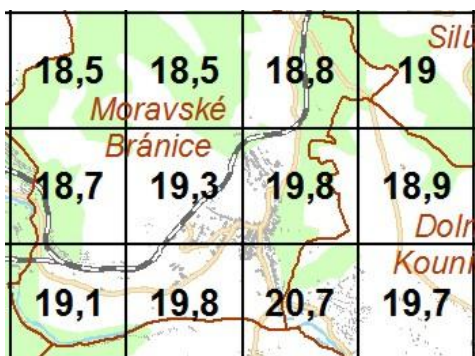 Silů
18,5 18,5 18,8 19
Moravské
Bránice
18,7 19,3 19,8 18,9
Doln
Kouni
19,1 19,8 20,7 19,7